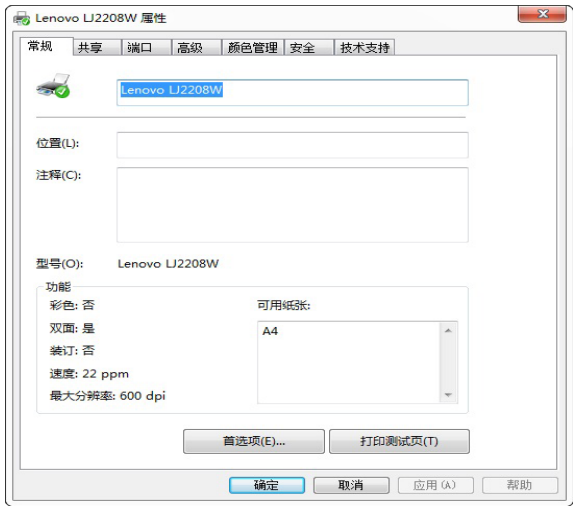 Lenovo LJ2208W 属性
常规 共享 端口 高级 颜色管理 安全 技术支持
Lenovo LJ2208W
位置(L):
注释(C):
型号(O): Lenovo LJ2208W
功能
彩色: 否 可用纸张:
双面: 是 A4
装订: 否
速度: 22 ppm
最大分辨率: 600 dpi
首选项(E)... 打印测试页(T)
确定 取消 应用(A) 帮助